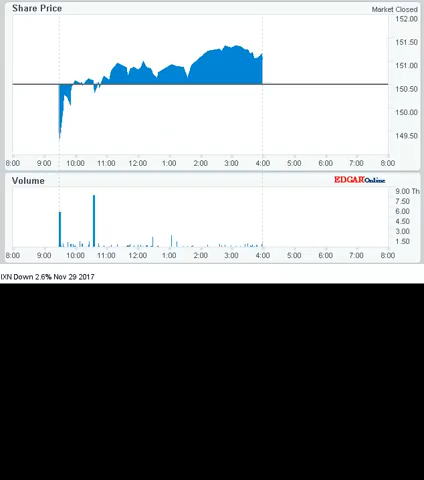 Share Price
Market Closed
152.00
151.50
151.00
150.50
150.00
149.50
8:00 9:00 10:00 11:00 12:00 1:00 2:00 3:00 4:00 5:00 6:00 7:00 8:00
Volume
EDGAROnline
9.00 Th
7.50
6.00
4.50
3.00
1.50
8:00 9:00 10:00 11:00 12:00 1:00 2:00 3:00 4:00 5:00 6:00 7:00 8:00
IXN Down 2.6% Nov 29 2017